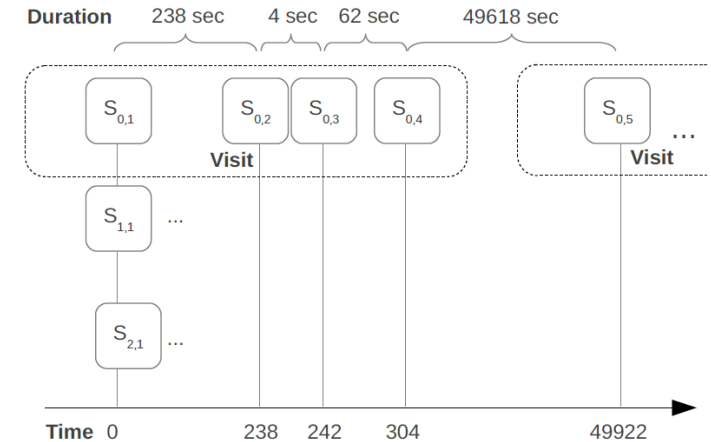 Duration 238 sec 4 sec 62 sec 49618 sec
S0,1 S0,2 S0,3 S0,4 S0,5 ...
Visit Visit
S1,1 ...
S2,1 ...
Time 0 238 242 304 49922